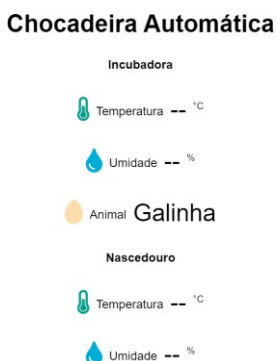 Chocadeira Automática
Incubadora
Temperatura -- °C
Umidade -- %
Animal Galinha
Nascedouro
Temperatura -- °C
Umidade -- %